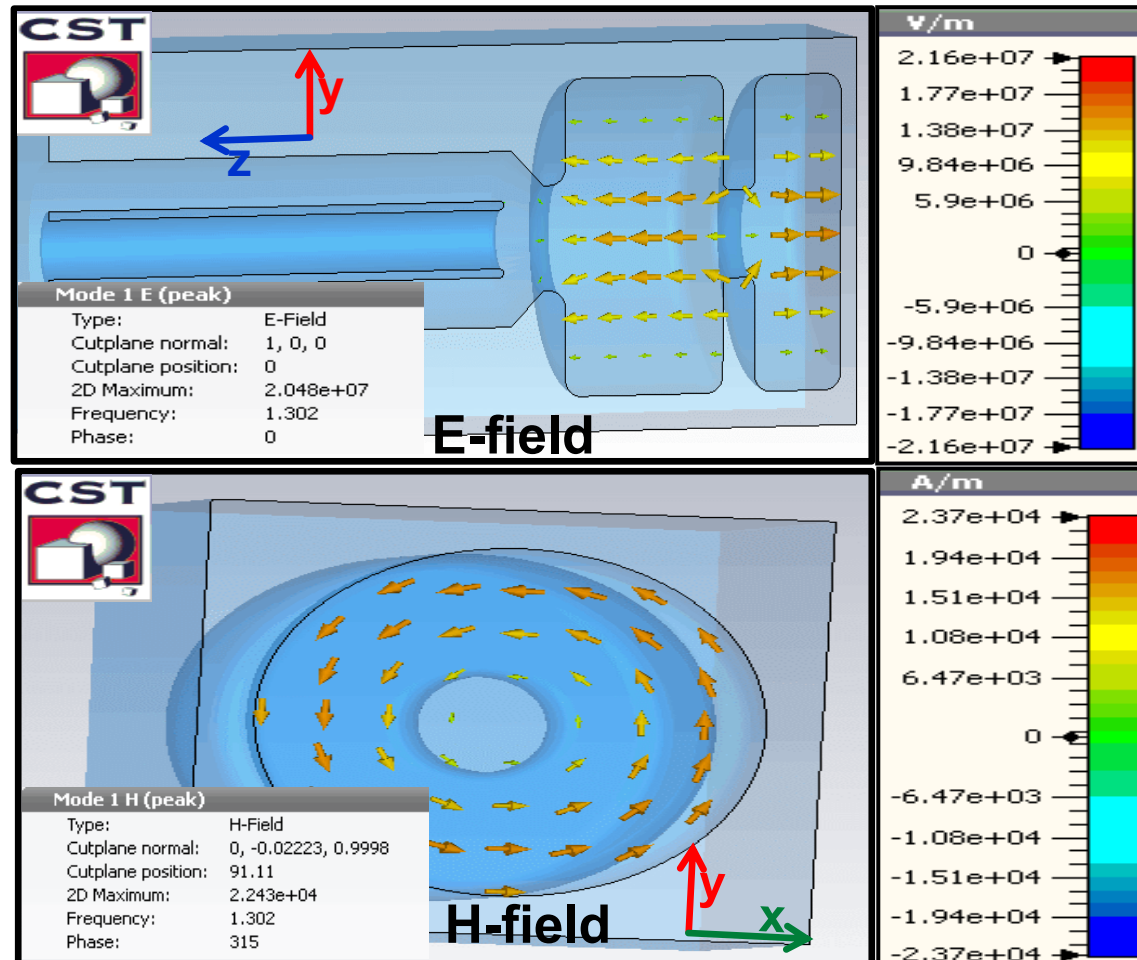 CST
y
z
Mode 1 E (peak)
Type: E-Field
Cutplane normal: 1, 0, 0
Cutplane position: 0
2D Maximum: 2.048e+07
Frequency: 1.302
Phase: 0
E-field
V/m
2.16e+07
1.77e+07
1.38e+07
9.84e+06
5.9e+06
0
-5.9e+06
-9.84e+06
-1.38e+07
-1.77e+07
-2.16e+07
CST
Mode 1 H (peak)
Type: H-Field
Cutplane normal: 0, -0.02223, 0.9998
Cutplane position: 91.11
2D Maximum: 2.243e+04
Frequency: 1.302
Phase: 315
H-field
y
x
A/m
2.37e+04
1.94e+04
1.51e+04
1.08e+04
6.47e+03
0
-6.47e+03
-1.08e+04
-1.51e+04
-1.94e+04
-2.37e+04